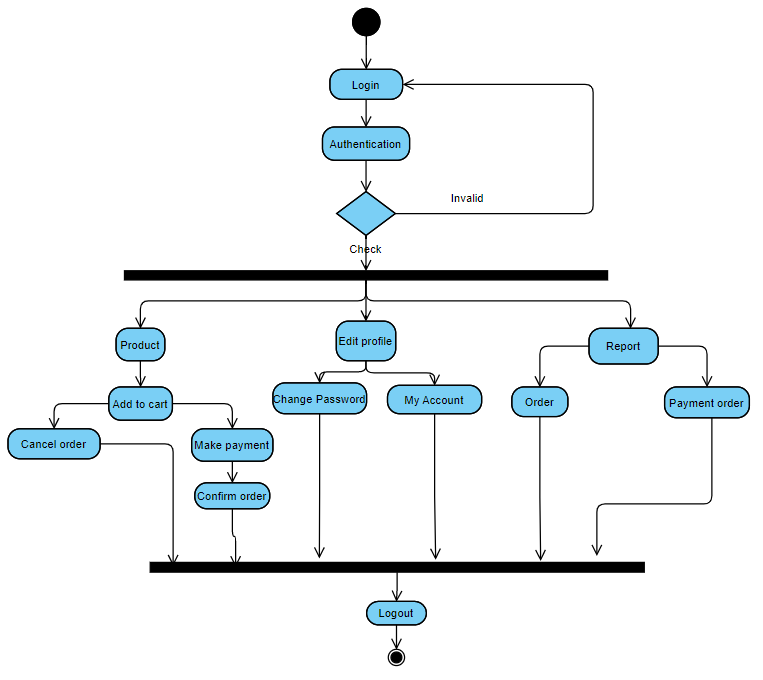 Login
Authentication
Invalid
Check
Product
Edit profile
Report
Add to cart
Change Password
My Account
Order
Payment order
Cancel order
Make payment
Confirm order
Logout